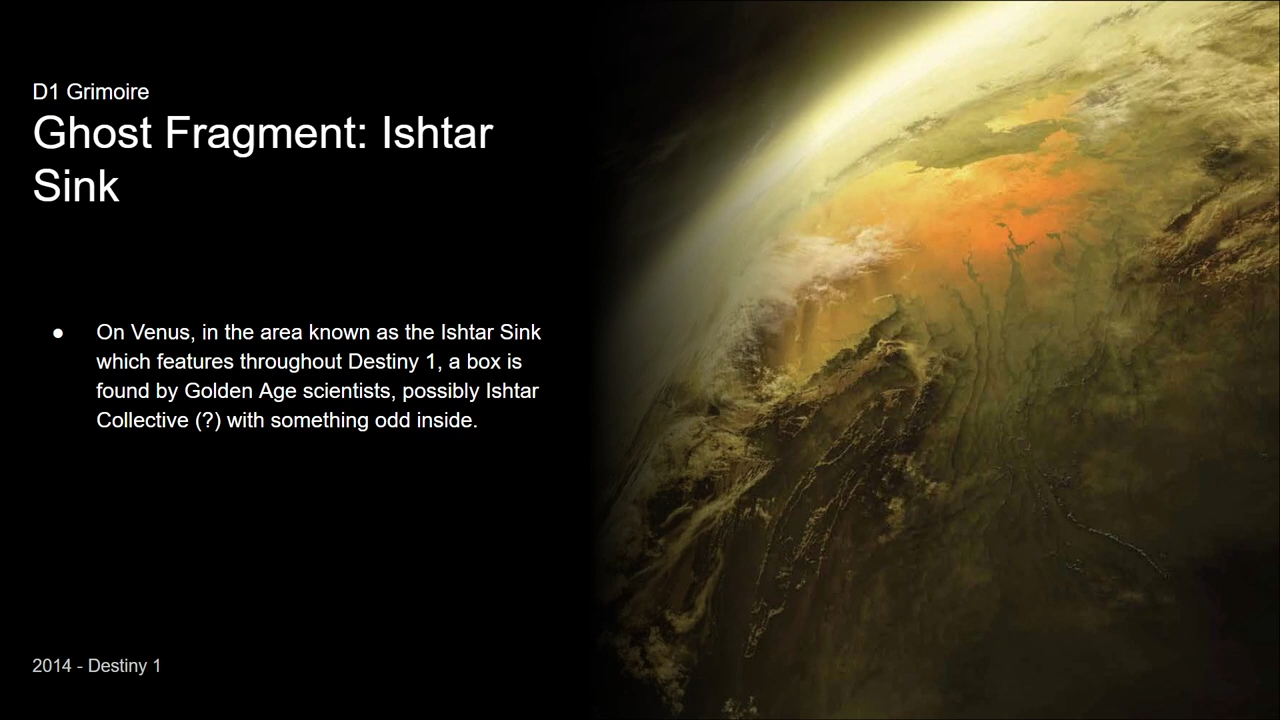 D1 Grimoire
Ghost Fragment: Ishtar
Sink
● On Venus, in the area known as the Ishtar Sink
which features throughout Destiny 1, a box is
found by Golden Age scientists, possibly Ishtar
Collective (?) with something odd inside.
2014 - Destiny 1